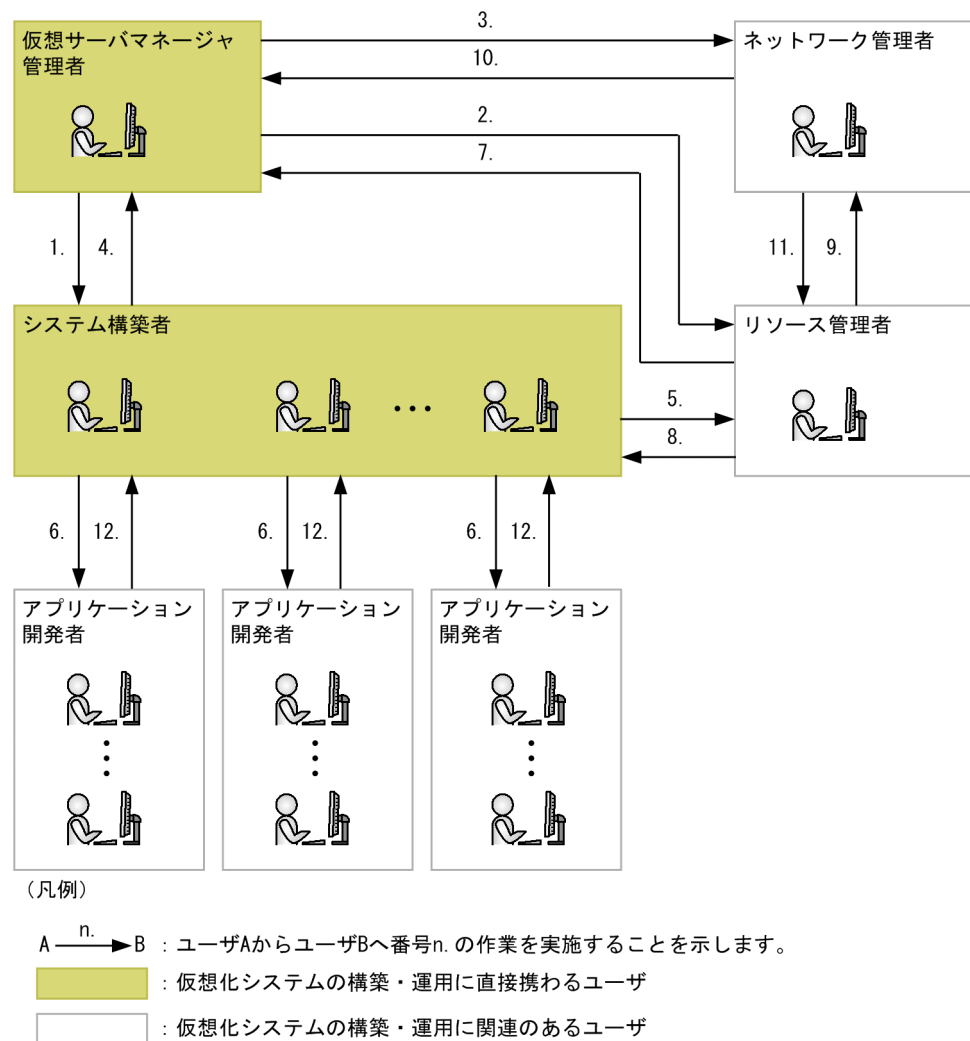 3.
仮想サーバマネージャ
管理者
ネットワーク管理者
10.
2.
7.
1.
4.
11.
9.
システム構築者
リソース管理者
…
5.
8.
6.
12.
6.
12.
6.
12.
アプリケーション
開発者
アプリケーション
開発者
アプリケーション
開発者
(凡例)
n.
A
B
:ユーザAからユーザBへ番号n.の作業を実施することを示します。
:仮想化システムの構築・運用に直接携わるユーザ
:仮想化システムの構築・運用に関連のあるユーザ